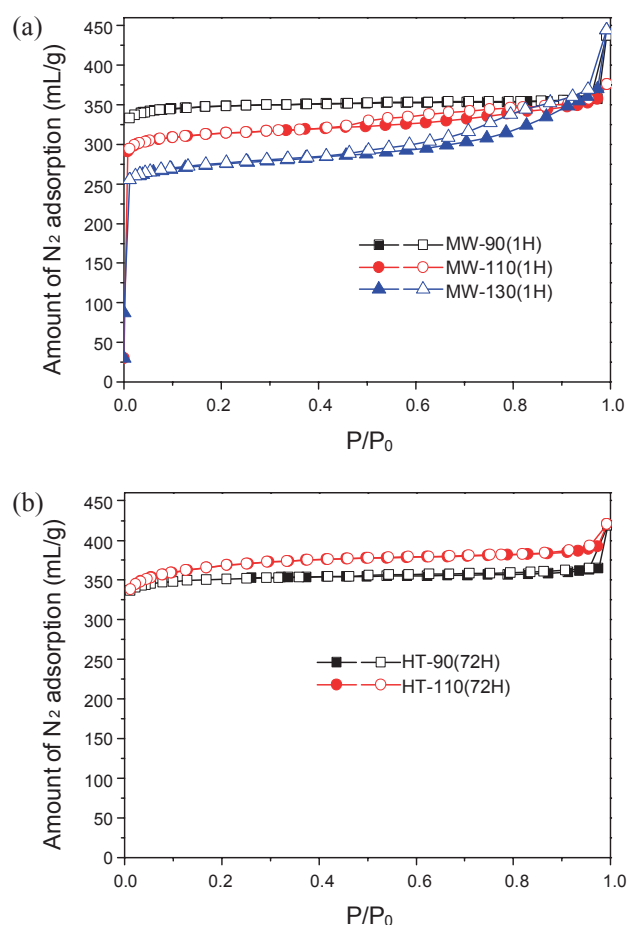 (a)
450
400
350
300
250
200
150
100
50
0
Amount of N₂ adsorption (mL/g)
MW-90(1H)
MW-110(1H)
MW-130(1H)
0.0 0.2 0.4 0.6 0.8 1.0
P/P₀
(b)
450
400
350
300
250
200
150
100
50
0
Amount of N₂ adsorption (mL/g)
HT-90(72H)
HT-110(72H)
0.0 0.2 0.4 0.6 0.8 1.0
P/P₀